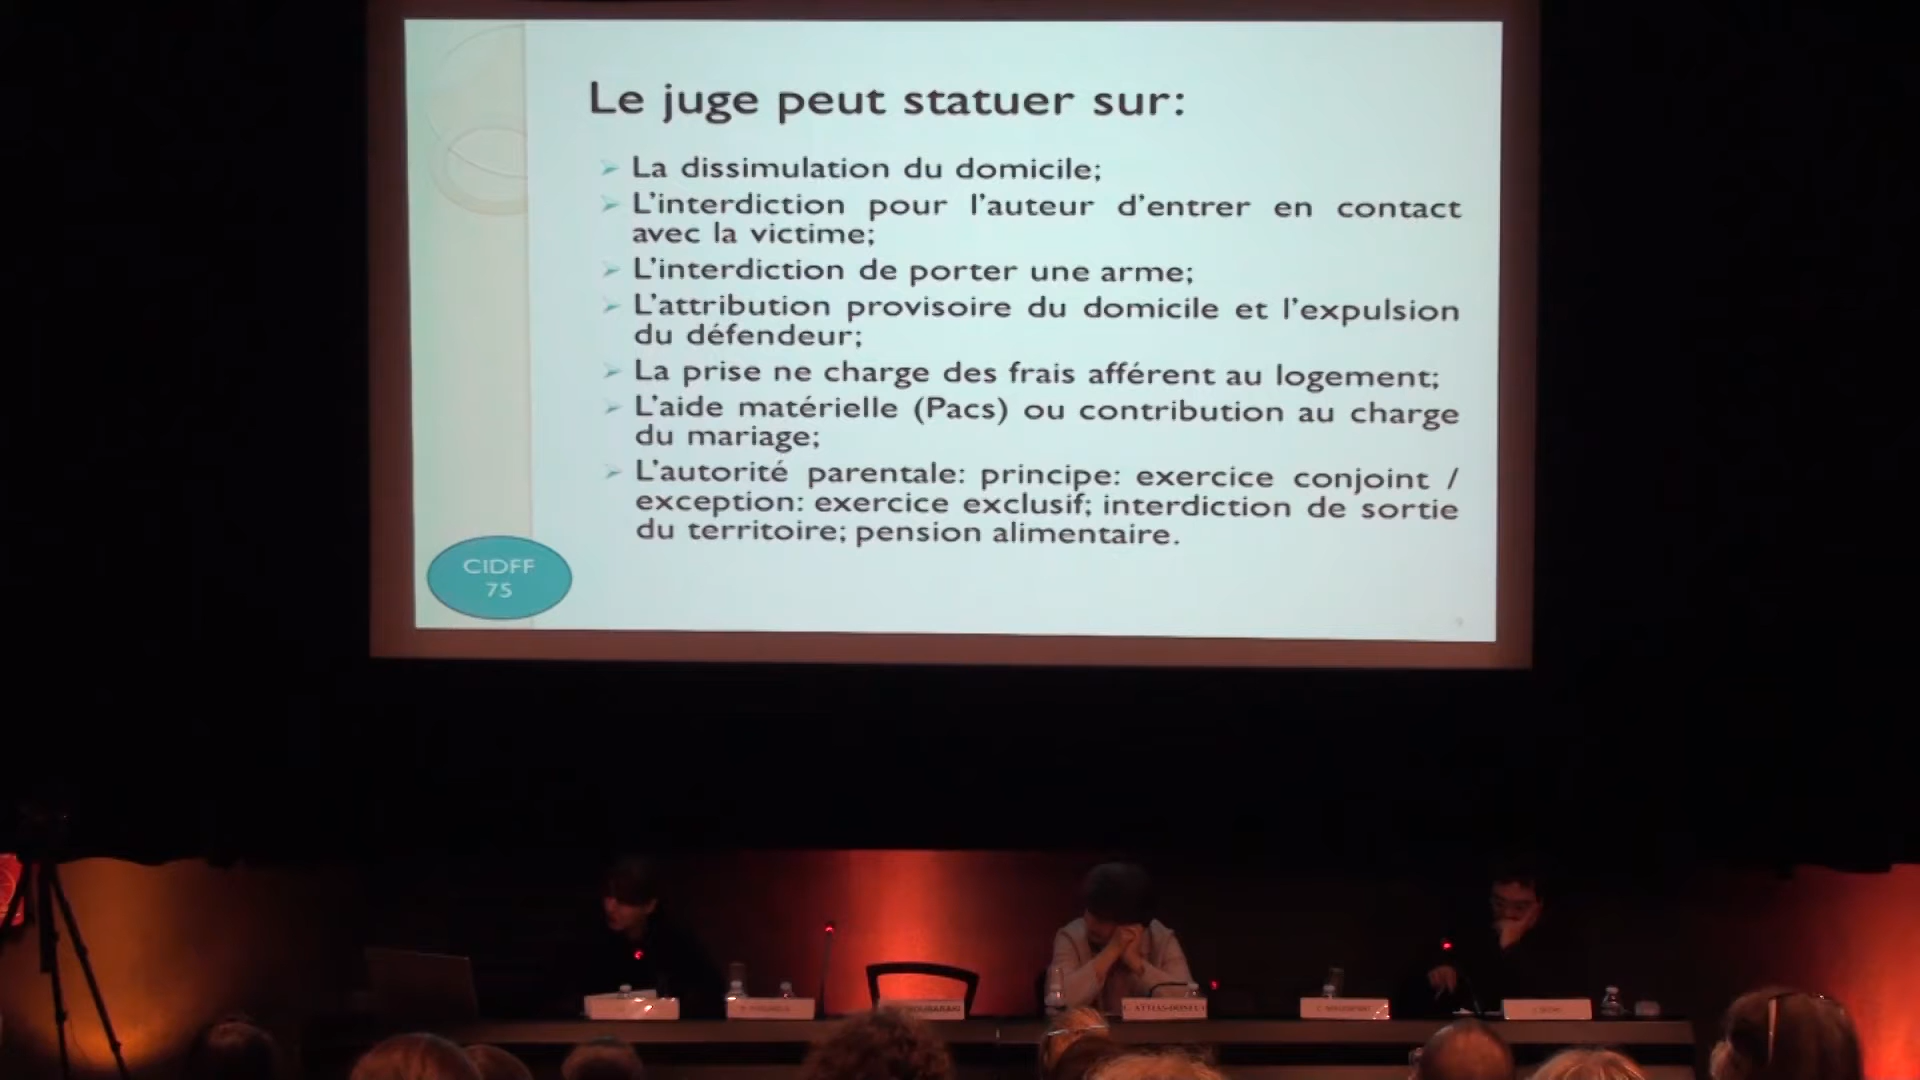 Le juge peut statuer sur:
➢ La dissimulation du domicile;
➢ L'interdiction pour l'auteur d'entrer en contact
avec la victime;
➢ L'interdiction de porter une arme;
➢ L'attribution provisoire du domicile et l'expulsion
du défendeur;
➢ La prise ne charge des frais afférent au logement;
➢ L'aide matérielle (Pacs) ou contribution au charge
du mariage;
➢ L'autorité parentale: principe: exercice conjoint /
exception: exercice exclusif; interdiction de sortie
du territoire; pension alimentaire.
CIDFF
75